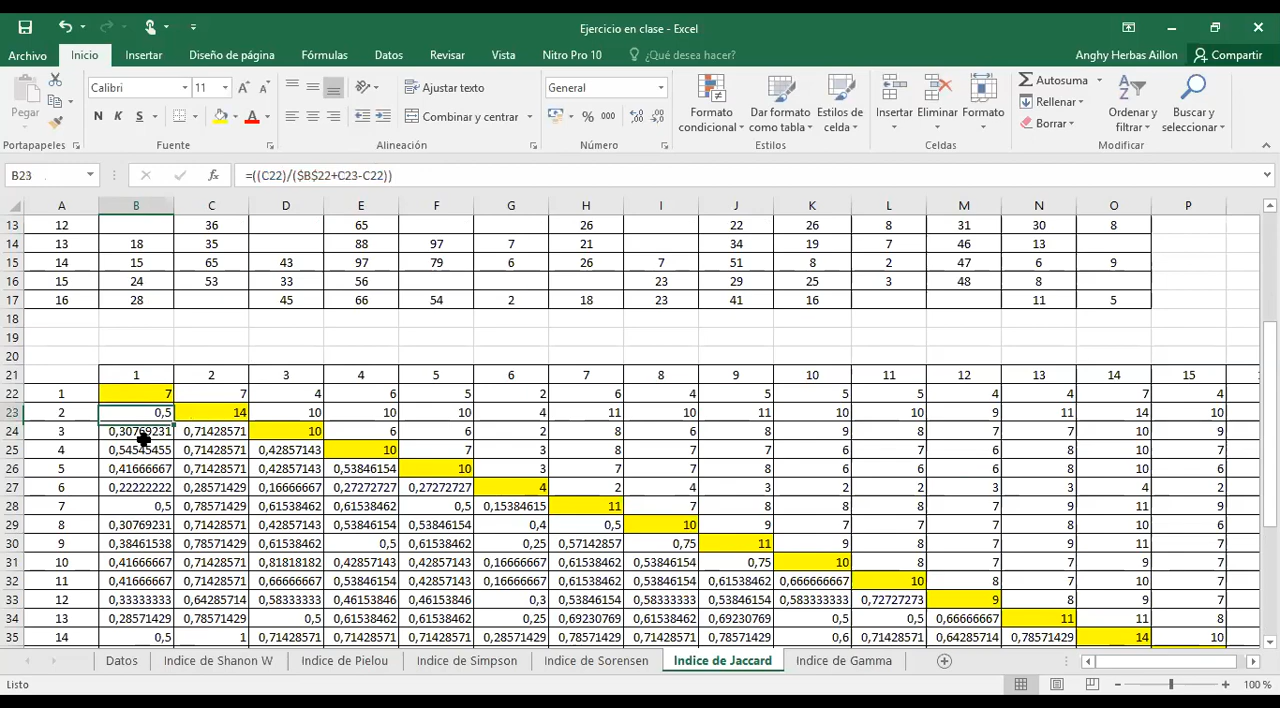 Ejercicio en clase - Excel
Archivo Inicio Insertar Diseño de página Fórmulas Datos Revisar Vista Nitro Pro 10 ¿Qué desea hacer? Anghy Herbas Aillon Compartir
Pegar Calibri 11 Ajustar texto General Formato condicional Dar formato como tabla Estilos de celda Insertar Eliminar Formato Autosuma Ordenar y filtrar Buscar y seleccionar
N K S Combinar y centrar % 000 Rellenar
Borrar
Portapapeles Fuente Alineación Número Estilos Celdas Modificar
B23 fx =((C22)/($B$22+C23-C22))
A B C D E F G H I J K L M N O P
13 12 36 65 26 22 26 8 31 30 8
14 13 18 35 88 97 7 21 34 19 7 46 13
15 14 15 65 43 97 79 6 26 7 51 8 2 47 6 9
16 15 24 53 33 56 23 29 25 3 48 8
17 16 28 45 66 54 2 18 23 41 16 11 5
18
19
20
21 1 2 3 4 5 6 7 8 9 10 11 12 13 14 15
22 1 7 7 4 6 5 2 6 4 5 5 5 4 4 7 4
23 2 0,5 14 10 10 10 4 11 10 11 10 10 9 11 14 10
24 3 0,30769231 0,71428571 10 6 6 2 8 6 8 9 8 7 7 10 9
25 4 0,54545455 0,71428571 0,42857143 10 7 3 8 7 7 6 7 6 8 10 7
26 5 0,41666667 0,71428571 0,42857143 0,53846154 10 3 7 7 8 6 6 6 8 10 6
27 6 0,22222222 0,28571429 0,16666667 0,27272727 0,27272727 4 2 4 3 2 2 3 3 4 2
28 7 0,5 0,78571429 0,61538462 0,61538462 0,5 0,15384615 11 7 8 8 8 7 9 11 9
29 8 0,30769231 0,71428571 0,42857143 0,53846154 0,53846154 0,4 0,5 10 9 7 7 7 8 10 6
30 9 0,38461538 0,78571429 0,61538462 0,5 0,61538462 0,25 0,57142857 0,75 11 9 8 7 9 11 7
31 10 0,41666667 0,71428571 0,81818182 0,42857143 0,42857143 0,16666667 0,61538462 0,53846154 0,75 10 8 7 7 9 7
32 11 0,41666667 0,71428571 0,66666667 0,53846154 0,42857143 0,16666667 0,61538462 0,53846154 0,61538462 0,666666667 10 8 7 10 7
33 12 0,33333333 0,64285714 0,58333333 0,46153846 0,46153846 0,3 0,53846154 0,58333333 0,53846154 0,583333333 0,72727273 9 8 9 7
34 13 0,28571429 0,78571429 0,5 0,61538462 0,61538462 0,25 0,69230769 0,61538462 0,69230769 0,5 0,5 0,66666667 11 11 8
35 14 0,5 1 0,71428571 0,71428571 0,71428571 0,28571429 0,78571429 0,71428571 0,78571429 0,6 0,71428571 0,64285714 0,78571429 14 10
Datos Indice de Shanon W Indice de Pielou Indice de Simpson Indice de Sorensen Indice de Jaccard Indice de Gamma
Listo 100 %